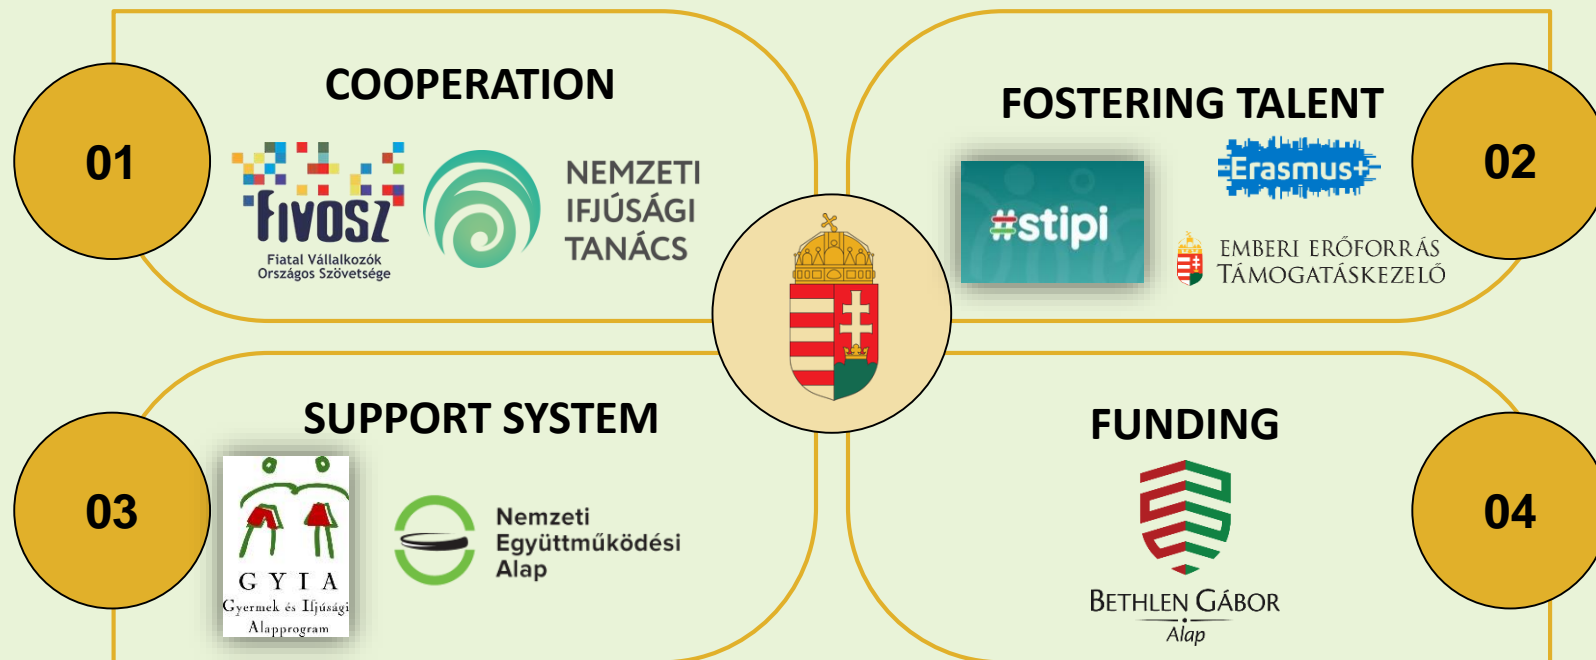 01
COOPERATION
FIVOSZ
Fiatal Vállalkozók
Országos Szövetsége
NEMZETI
IFJÚSÁGI
TANÁCS
02
FOSTERING TALENT
#stipi
Erasmus+
EMBERI ERŐFORRÁS
TÁMOGATÁSKEZELŐ
03
SUPPORT SYSTEM
GYIA
Gyermek és Ifjúsági
Alapprogram
Nemzeti
Együttműködési
Alap
04
FUNDING
BETHLEN GÁBOR
Alap